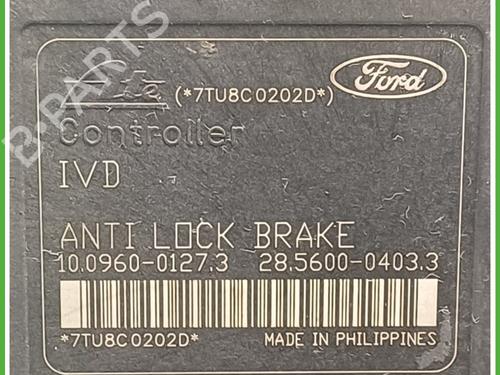 ate (*7TU8C0202D*) Ford
Controller
IVD
ANTI LOCK BRAKE
10.0960-0127.3 28.5600-0403.3
*7TU8C0202D* MADE IN PHILIPPINES
B-PARTS